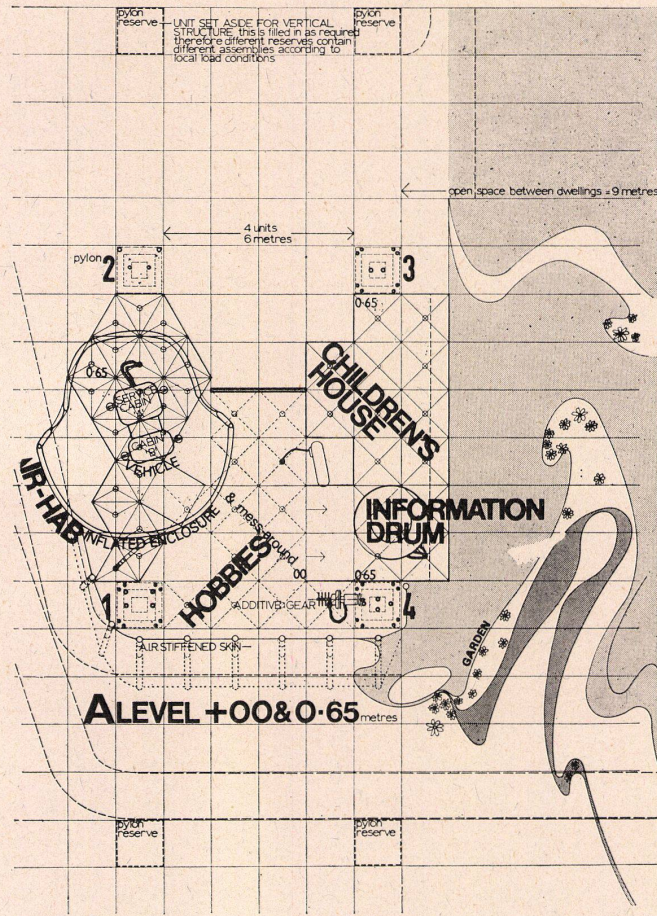 pylon
reserve
UNIT SET ASIDE FOR VERTICAL
STRUCTURE this is filled in as required
therefore different reserves contain
different assemblies according to
local load conditions
pylon
reserve
open space between dwellings = 9 metres
4 units
6 metres
pylon 2
3
0·65
0·65
CHILDREN'S
HOUSE
SERVICE
CABIN
'A'
CABIN
'B'
VEHICLE
AIR-HAB
INFLATED ENCLOSURE
INFORMATION
DRUM
HOBBIES
& mess around
00
0·65
1
ADDITIVE GEAR
4
AIR STIFFENED SKIN
GARDEN
A LEVEL +00&0·65 metres
pylon
reserve
pylon
reserve